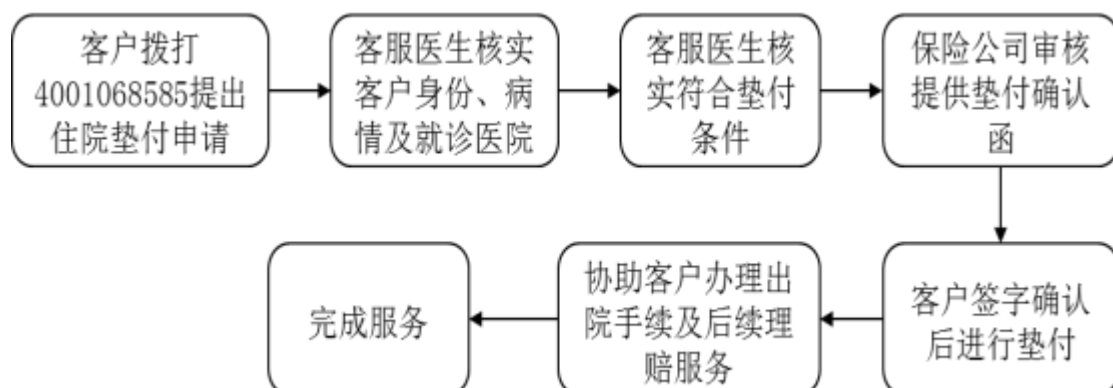 客户拨打
4001068585提出
住院垫付申请
客服医生核实
客户身份、病
情及就诊医院
客服医生核
实符合垫付
条件
保险公司审核
提供垫付确认
函
客户签字确认
后进行垫付
协助客户办理出
院手续及后续理
赔服务
完成服务